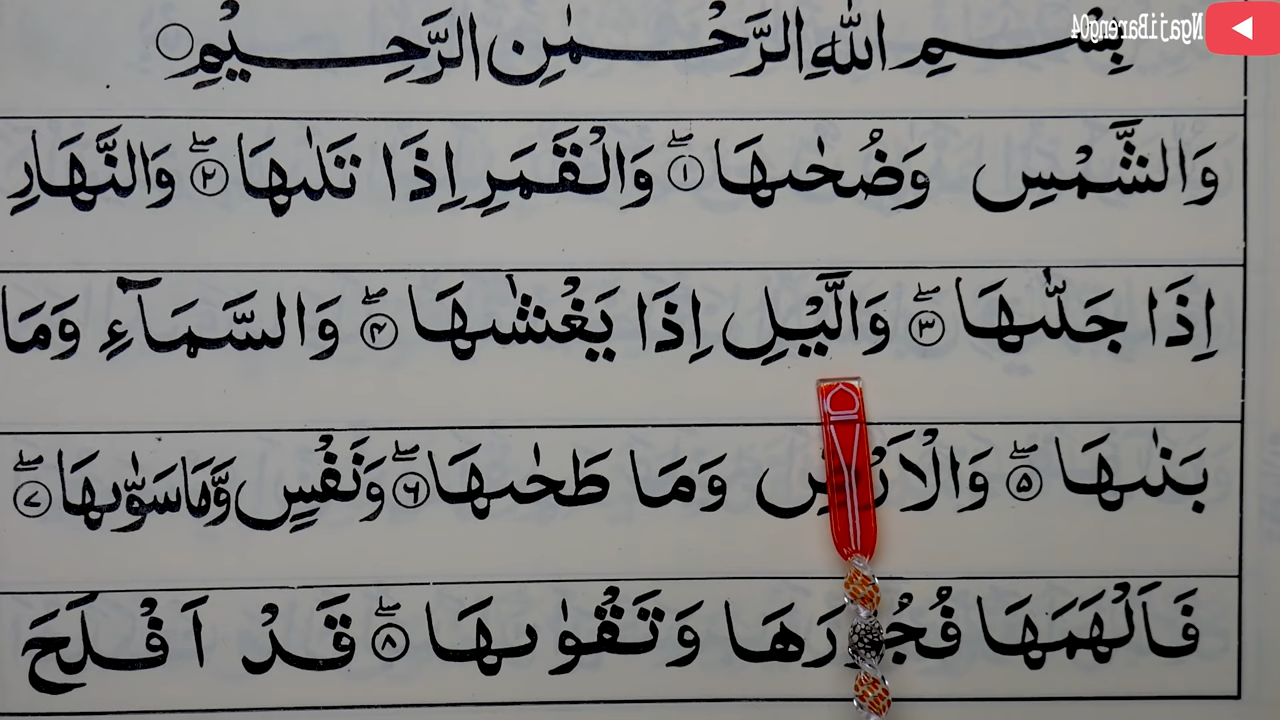 NgajiBareng04
بِسْمِ اللّٰهِ الرَّحْمٰنِ الرَّحِيْمِ
وَالشَّمْسِ وَضُحٰىهَا ۖ ١ وَالْقَمَرِ اِذَا تَلٰىهَا ۖ ٢ وَالنَّهَارِ
اِذَا جَلّٰىهَا ۖ ٣ وَالَّيْلِ اِذَا يَغْشٰىهَا ۖ ٤ وَالسَّمَاۤءِ وَمَا
بَنٰىهَا ۖ ٥ وَالْاَرْضِ وَمَا طَحٰىهَا ۖ ٦ وَنَفْسٍ وَّمَا سَوّٰىهَا ۖ ٧
فَاَلْهَمَهَا فُجُوْرَهَا وَتَقْوٰىهَا ۖ ٨ قَدْ اَفْلَحَ